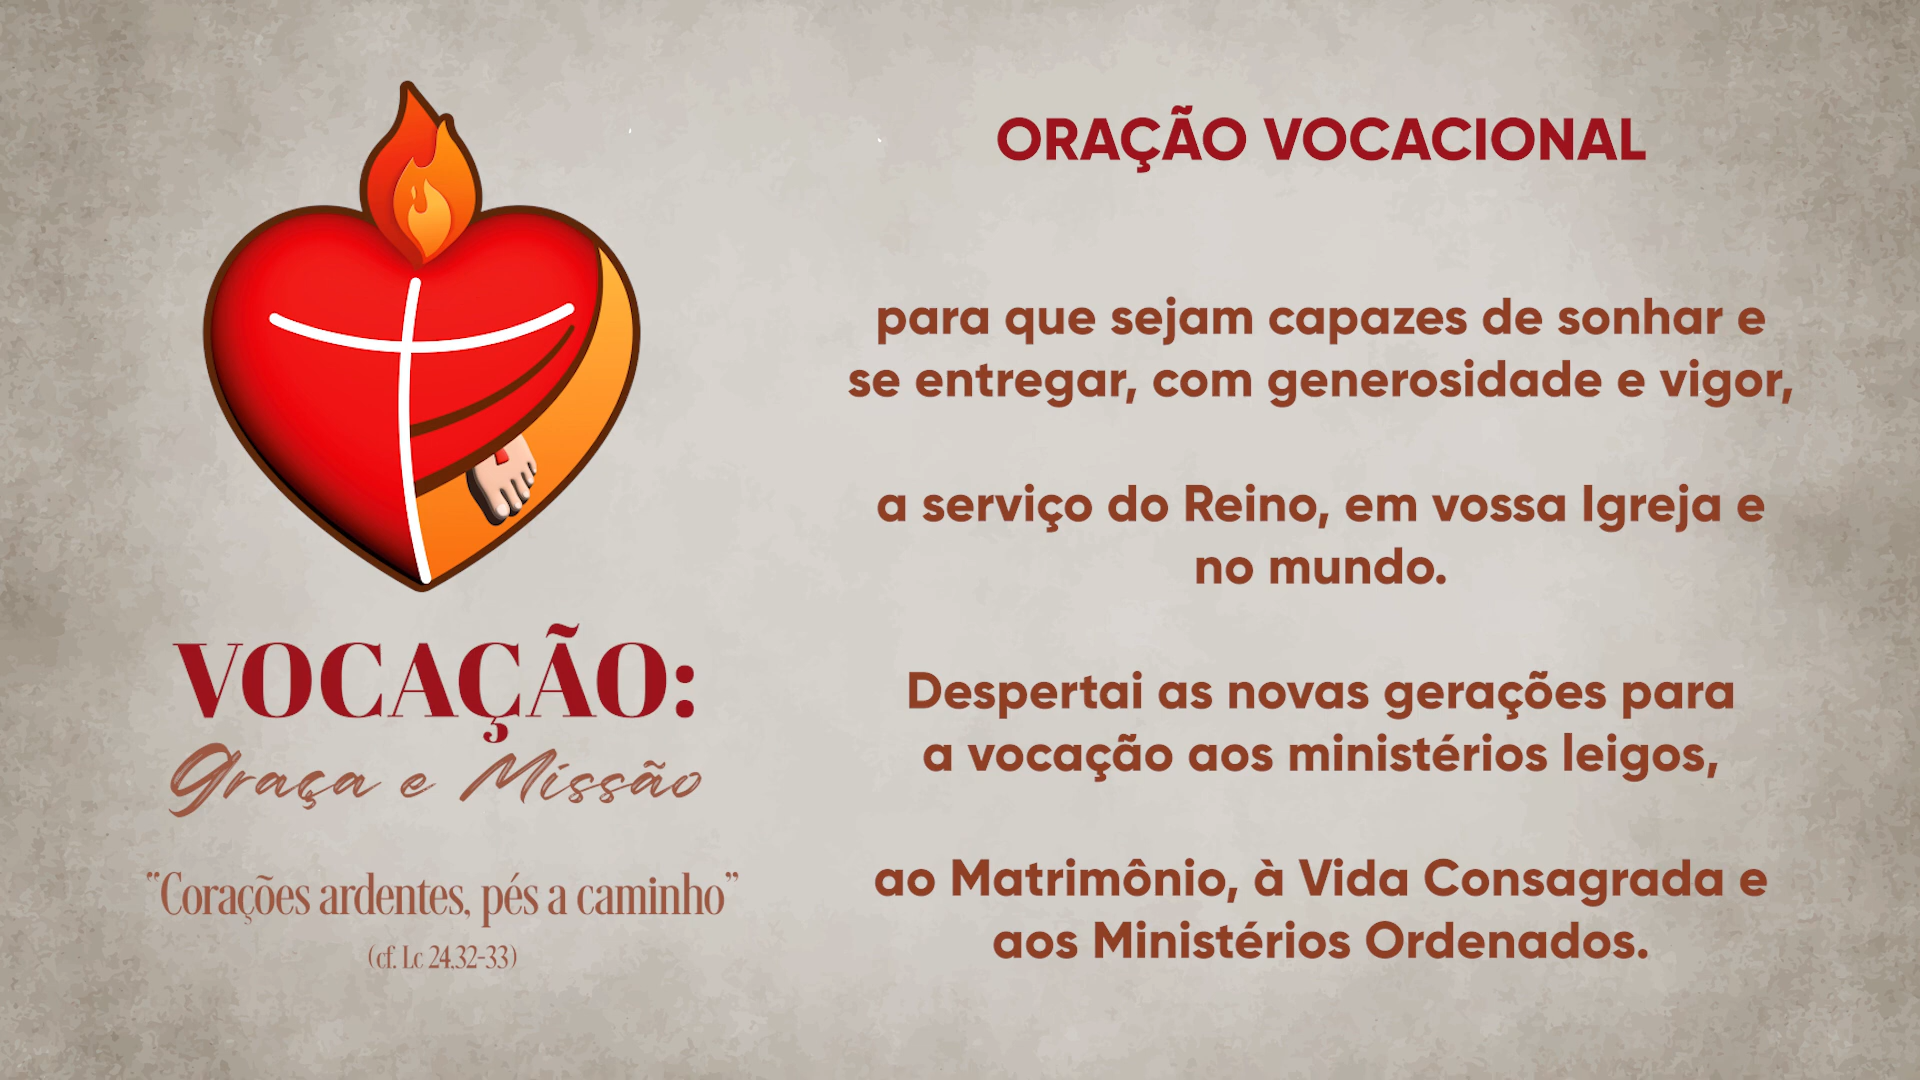 VOCAÇÃO:
Graça e Missão
“Corações ardentes, pés a caminho”
(cf. Lc 24,32-33)
ORAÇÃO VOCACIONAL
para que sejam capazes de sonhar e
se entregar, com generosidade e vigor,
a serviço do Reino, em vossa Igreja e
no mundo.
Despertai as novas gerações para
a vocação aos ministérios leigos,
ao Matrimônio, à Vida Consagrada e
aos Ministérios Ordenados.